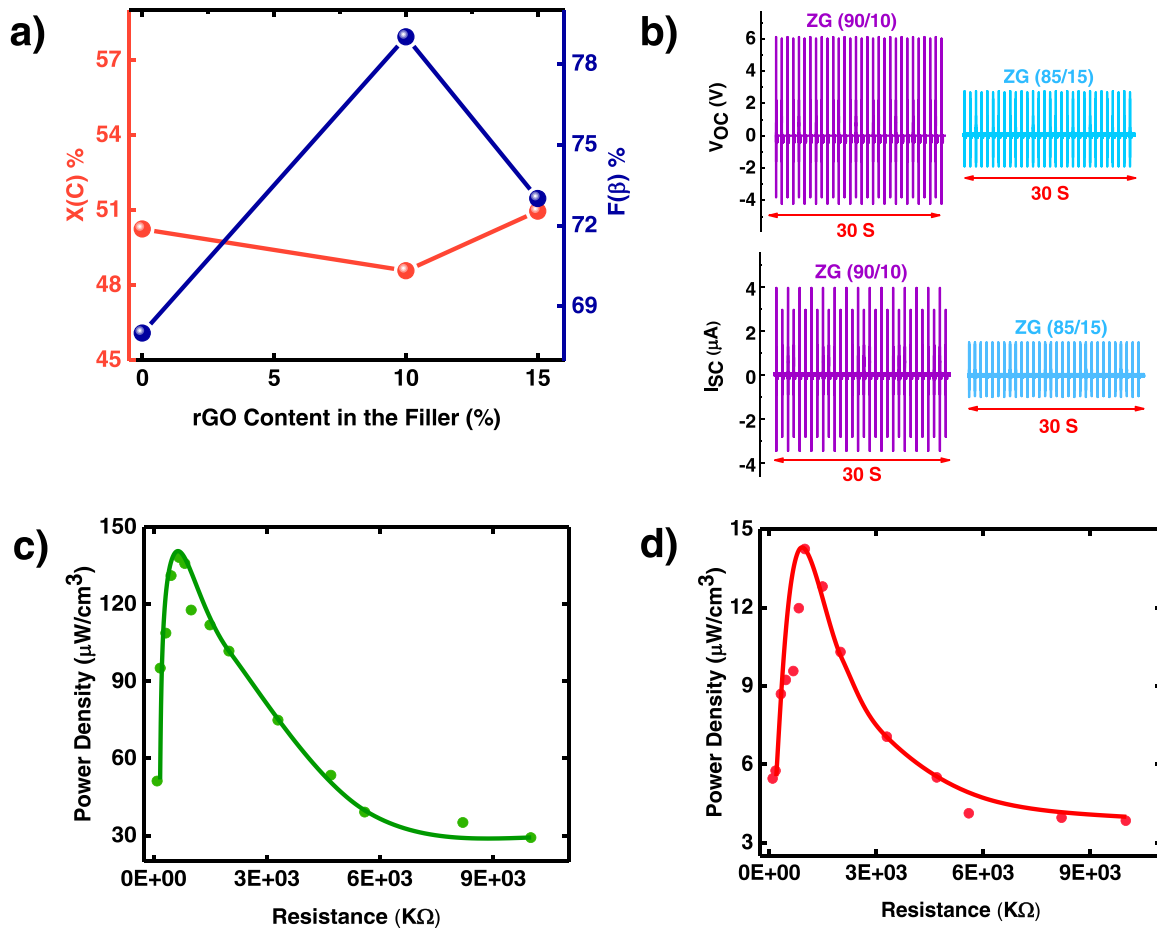 a)
57
54
51
48
45
X(C) %
78
75
72
69
F(β) %
0 5 10 15
rGO Content in the Filler (%)
b)
ZG (90/10)
ZG (85/15)
6
4
2
0
-2
-4
VOC (V)
30 S
30 S
ZG (90/10)
ZG (85/15)
4
2
0
-2
-4
ISC (μA)
30 S
30 S
c)
150
120
90
60
30
Power Density (μW/cm³)
0E+00 3E+03 6E+03 9E+03
Resistance (KΩ)
d)
15
12
9
6
3
Power Density (μW/cm³)
0E+00 3E+03 6E+03 9E+03
Resistance (KΩ)